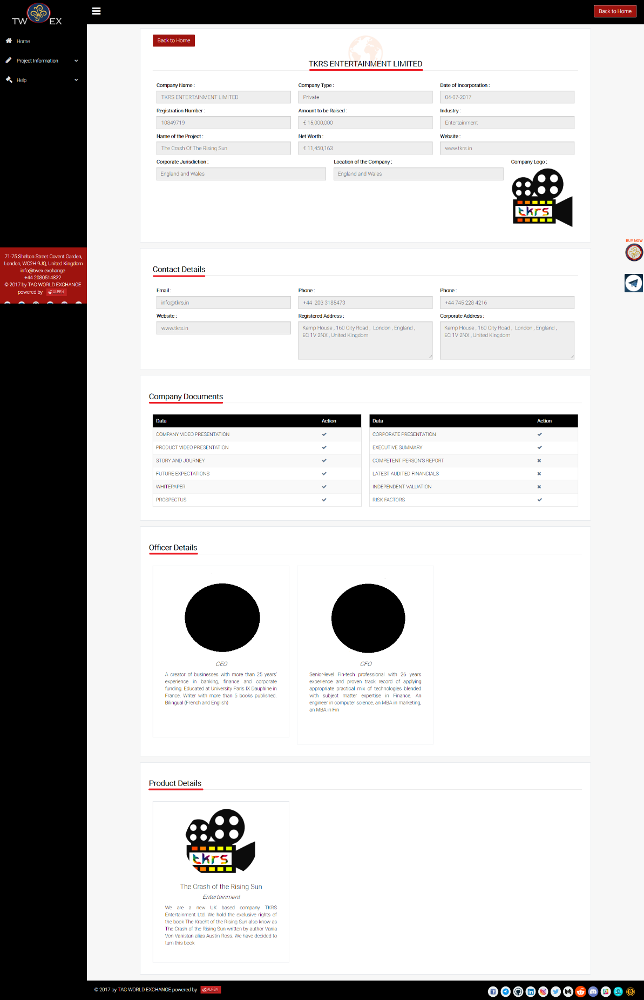 TW EX
Back to Home
Home
Project Information
Help
71-75 Shelton Street Covent Garden,
London, WC2H 9JQ, United Kingdom
info@twex.exchange
+44 2030514822
© 2017 by TAG WORLD EXCHANGE
powered by ALPEN
Back to Home
TKRS ENTERTAINMENT LIMITED
Company Name : Company Type : Date of Incorporation :
TKRS ENTERTAINMENT LIMITED Private 04-07-2017
Registration Number : Amount to be Raised : Industry :
10849719 € 15,000,000 Entertainment
Name of the Project : Net Worth : Website :
The Crash Of The Rising Sun € 11,450,163 www.tkrs.in
Corporate Jurisdiction : Location of the Company : Company Logo :
England and Wales England and Wales
tkrs
BUY NOW
Contact Details
Email : Phone : Phone :
info@tkrs.in +44 203 3185473 +44 745 228 4216
Website : Registered Address : Corporate Address :
www.tkrs.in Kemp House , 160 City Road , London , England , Kemp House , 160 City Road , London , England ,
EC 1V 2NX , United Kingdom EC 1V 2NX , United Kingdom
Company Documents
Data Action Data Action
COMPANY VIDEO PRESENTATION CORPORATE PRESENTATION
PRODUCT VIDEO PRESENTATION EXECUTIVE SUMMARY
STORY AND JOURNEY COMPETENT PERSON'S REPORT
FUTURE EXPECTATIONS LATEST AUDITED FINANCIALS
WHITEPAPER INDEPENDENT VALUATION
PROSPECTUS RISK FACTORS
Officer Details
CEO
A creator of businesses with more than 25 years'
experience in banking, finance and corporate
funding. Educated at University Paris IX Dauphine in
France. Writer with more than 5 books published.
Bilingual (French and English)
CFO
Senior-level Fin-tech professional with 26 years
experience and proven track record of applying
appropriate practical mix of technologies blended
with subject matter expertise in Finance. An
engineer in computer science, an MBA in marketing,
an MBA in Fin
Product Details
tkrs
The Crash of the Rising Sun
Entertainment
We are a new UK based company TKRS
Entertainment Ltd. We hold the exclusive rights of
the book The Kracht of the Rising Sun also know as
The Crash of the Rising Sun written by author Vania
Von Vanistan alias Austin Ross. We have decided to
turn this book
© 2017 by TAG WORLD EXCHANGE powered by ALPEN